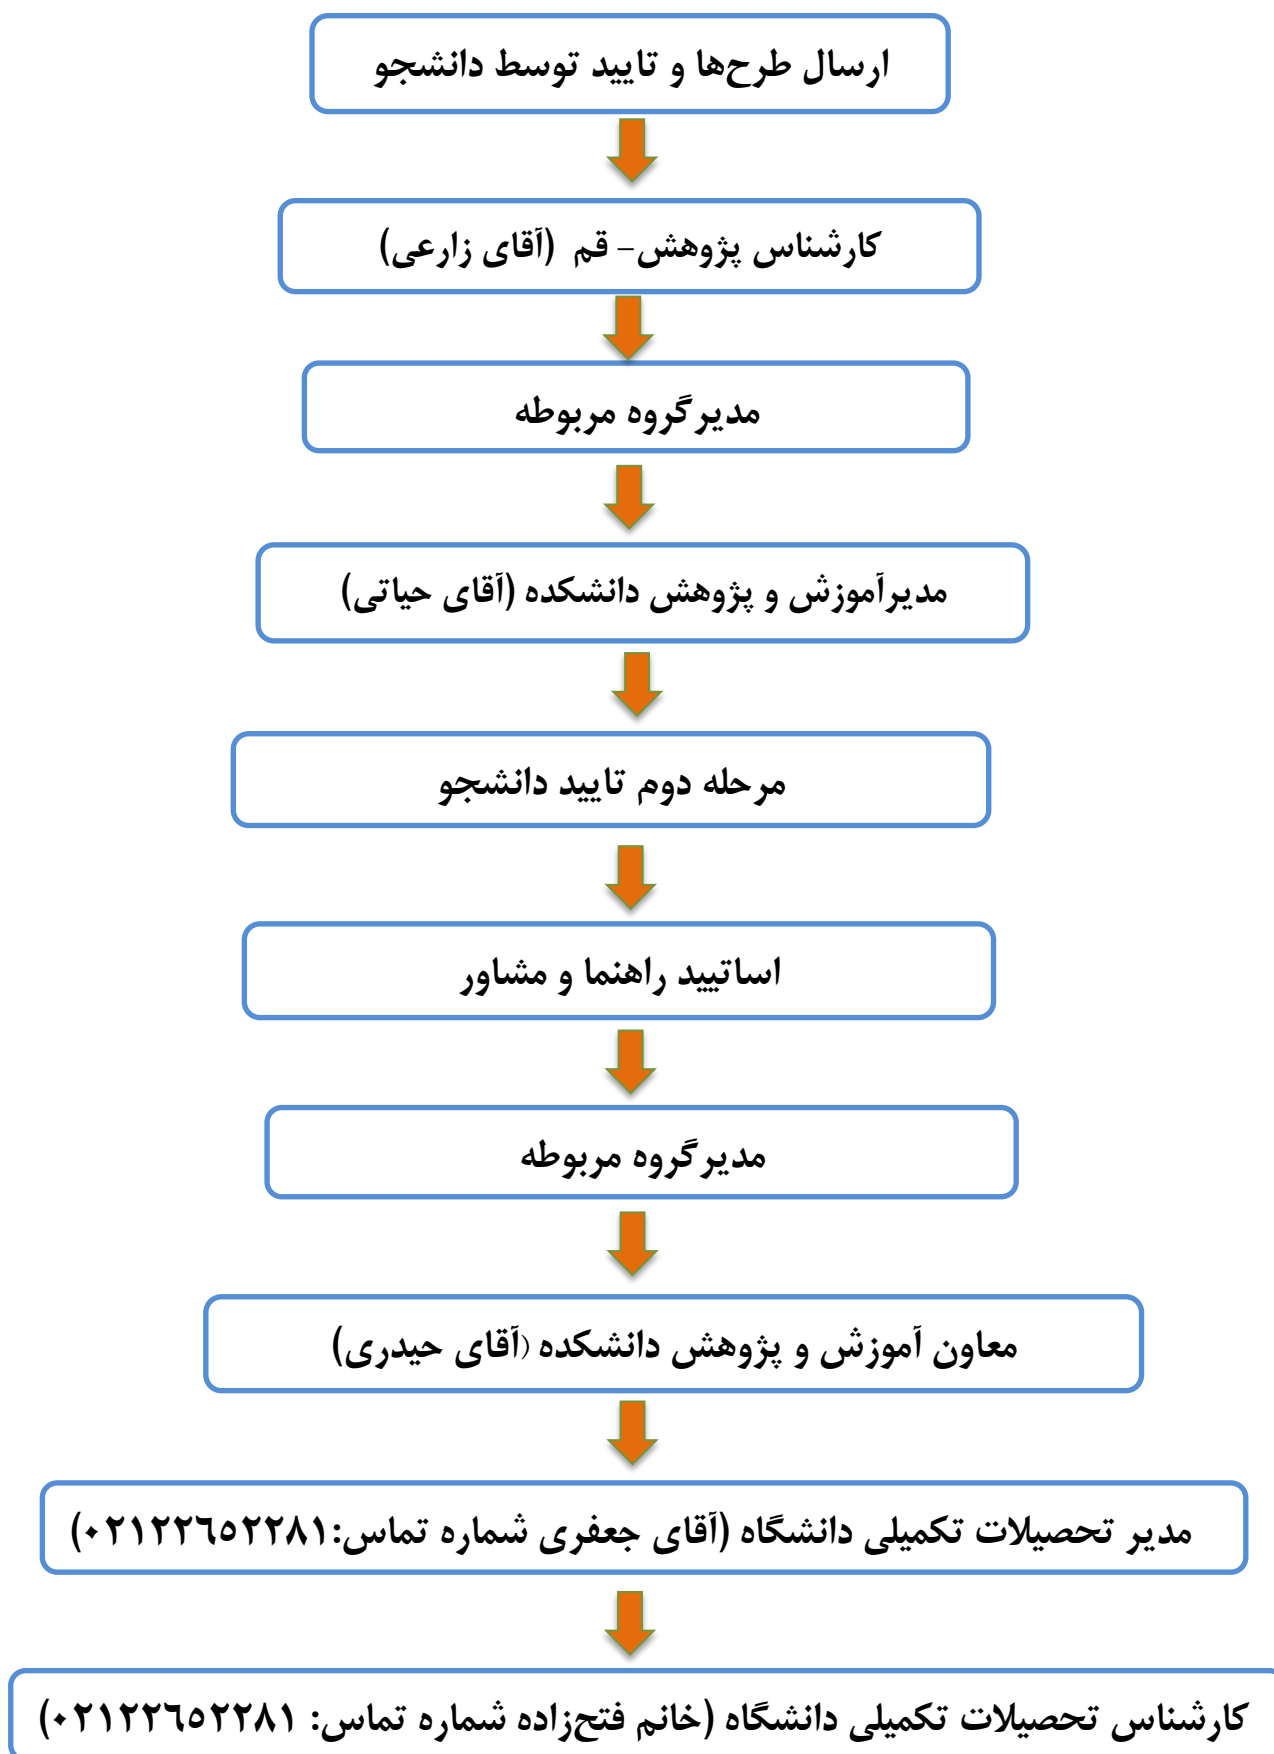 ارسال طرح‌ها و تایید توسط دانشجو
کارشناس پژوهش- قم (آقای زارعی)
مدیرگروه مربوطه
مدیرآموزش و پژوهش دانشکده (آقای حیاتی)
مرحله دوم تایید دانشجو
اساتیید راهنما و مشاور
مدیرگروه مربوطه
معاون آموزش و پژوهش دانشکده (آقای حیدری)
مدیر تحصیلات تکمیلی دانشگاه (آقای جعفری شماره تماس:۰۲۱۲۲۶۵۲۲۸۱)
کارشناس تحصیلات تکمیلی دانشگاه (خانم فتح‌زاده شماره تماس: ۰۲۱۲۲۶۵۲۲۸۱)